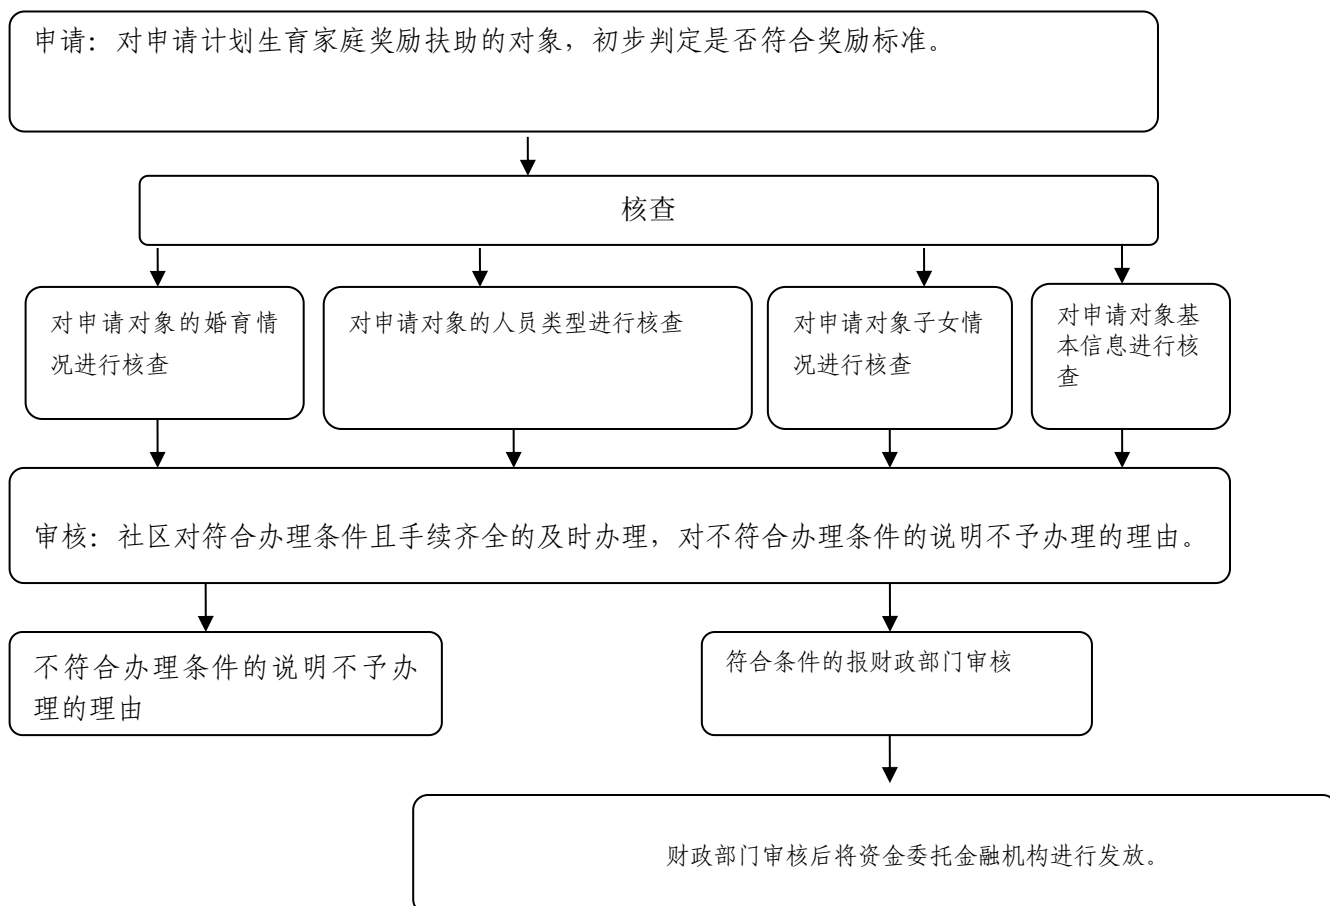 申请：对申请计划生育家庭奖励扶助的对象，初步判定是否符合奖励标准。
核查
对申请对象的婚育情
况进行核查
对申请对象的人员类型进行核查
对申请对象子女情
况进行核查
对申请对象基
本信息进行核
查
审核：社区对符合办理条件且手续齐全的及时办理，对不符合办理条件的说明不予办理的理由。
不符合办理条件的说明不予办
理的理由
符合条件的报财政部门审核
财政部门审核后将资金委托金融机构进行发放。